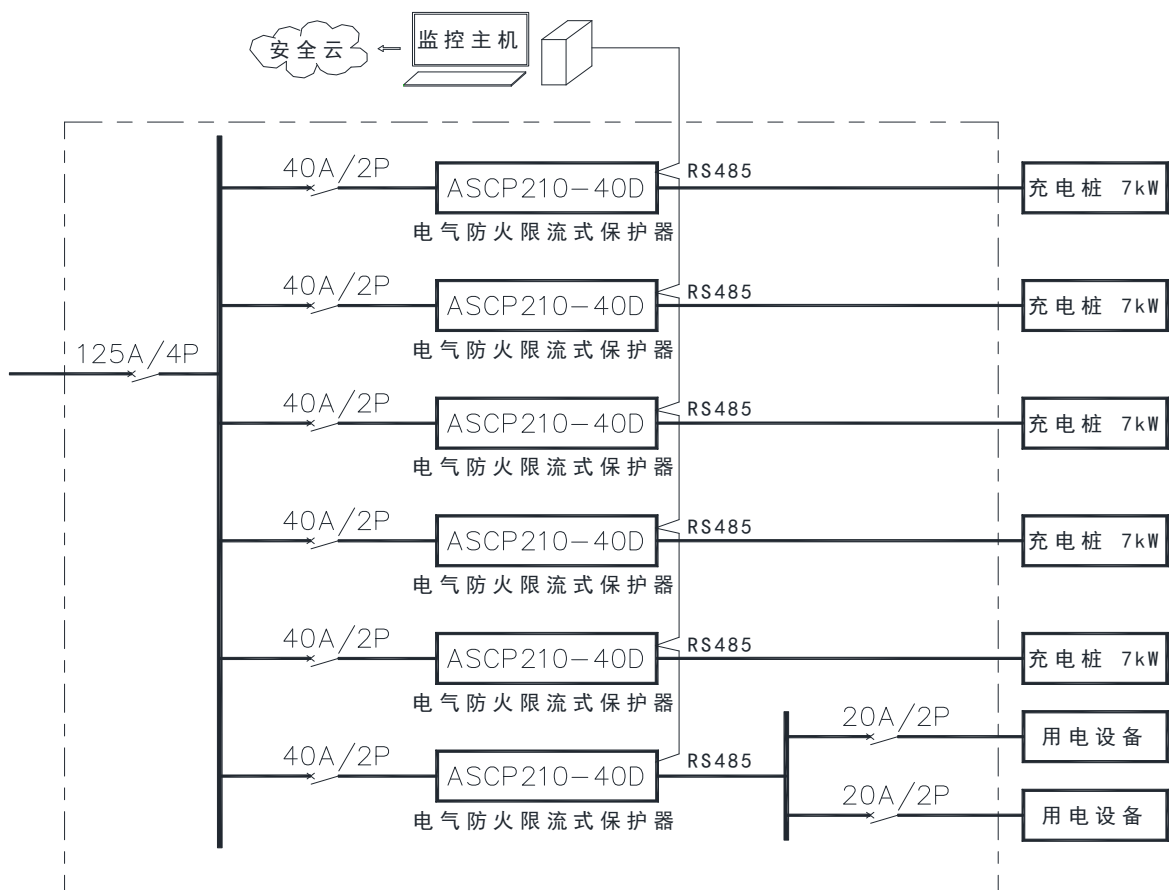 安全云
监控主机
40A/2P
ASCP210-40D
RS485
充电桩 7kW
电气防火限流式保护器
40A/2P
ASCP210-40D
RS485
充电桩 7kW
电气防火限流式保护器
125A/4P
40A/2P
ASCP210-40D
RS485
充电桩 7kW
电气防火限流式保护器
40A/2P
ASCP210-40D
RS485
充电桩 7kW
电气防火限流式保护器
40A/2P
ASCP210-40D
RS485
充电桩 7kW
电气防火限流式保护器
20A/2P
用电设备
40A/2P
ASCP210-40D
RS485
20A/2P
用电设备
电气防火限流式保护器